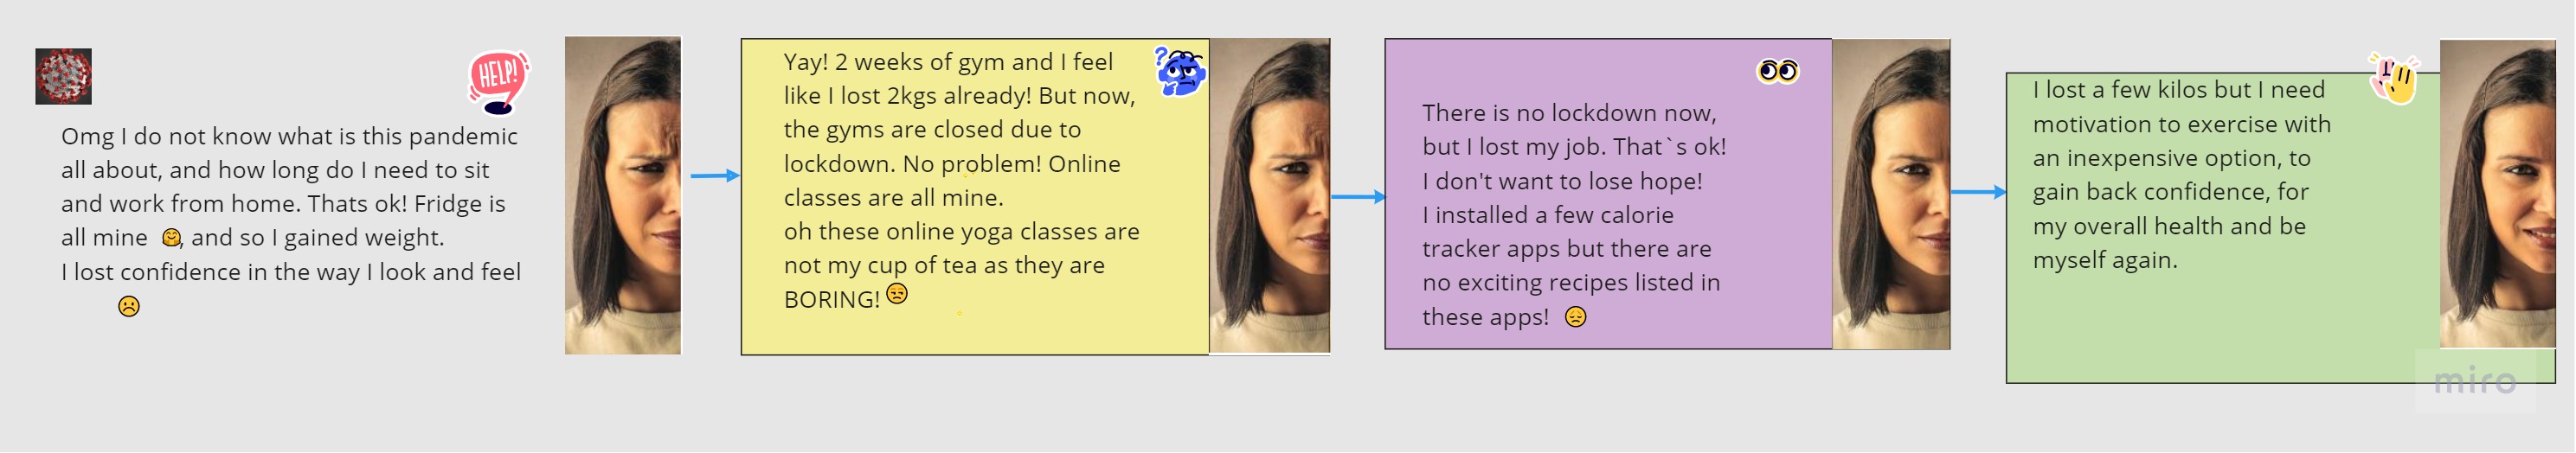 HELP!
Omg I do not know what is this pandemic
all about, and how long do I need to sit
and work from home. Thats ok! Fridge is
all mine 🤗, and so I gained weight.
I lost confidence in the way I look and feel
☹️
Yay! 2 weeks of gym and I feel
like I lost 2kgs already! But now,
the gyms are closed due to
lockdown. No problem! Online
classes are all mine.
oh these online yoga classes are
not my cup of tea as they are
BORING! 😒
There is no lockdown now,
but I lost my job. That`s ok!
I don't want to lose hope!
I installed a few calorie
tracker apps but there are
no exciting recipes listed in
these apps! 😔
I lost a few kilos but I need
motivation to exercise with
an inexpensive option, to
gain back confidence, for
my overall health and be
myself again.
miro